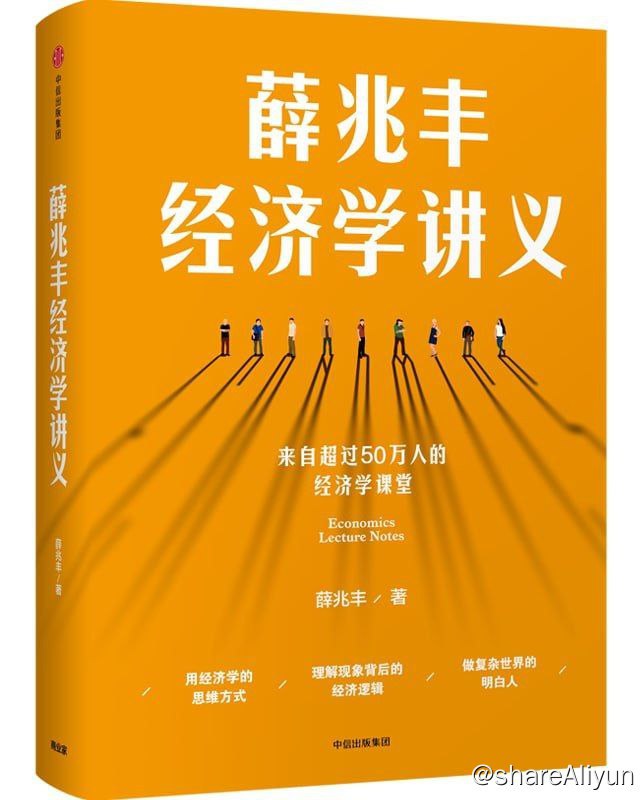 中信出版集团
薛兆丰经济学讲义
薛兆丰/著
商业家
薛兆丰
经济学讲义
来自超过50万人的
经济学课堂
Economics
Lecture Notes
薛兆丰/著
用经济学的
思维方式
理解现象背后的
经济逻辑
做复杂世界的
明白人
中信出版集团
@shareAliyun